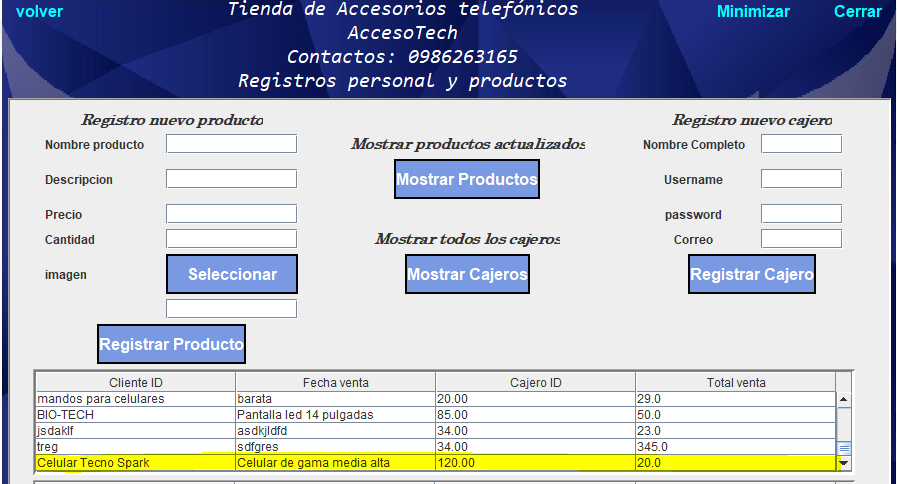 volver
Tienda de Accesorios telefónicos
Minimizar
Cerrar
AccesoTech
Contactos: 0986263165
Registros personal y productos
Registro nuevo producto
Registro nuevo cajero
Nombre producto
Mostrar productos actualizados
Nombre Completo
Descripcion
Mostrar Productos
Username
Precio
password
Cantidad
Mostrar todos los cajeros
Correo
imagen
Seleccionar
Mostrar Cajeros
Registrar Cajero
Registrar Producto
Cliente ID Fecha venta Cajero ID Total venta
mandos para celulares barata 20.00 29.0
BIO-TECH Pantalla led 14 pulgadas 85.00 50.0
jsdaklf asdkjldfd 34.00 23.0
treg sdfgres 34.00 345.0
Celular Tecno Spark Celular de gama media alta 120.00 20.0